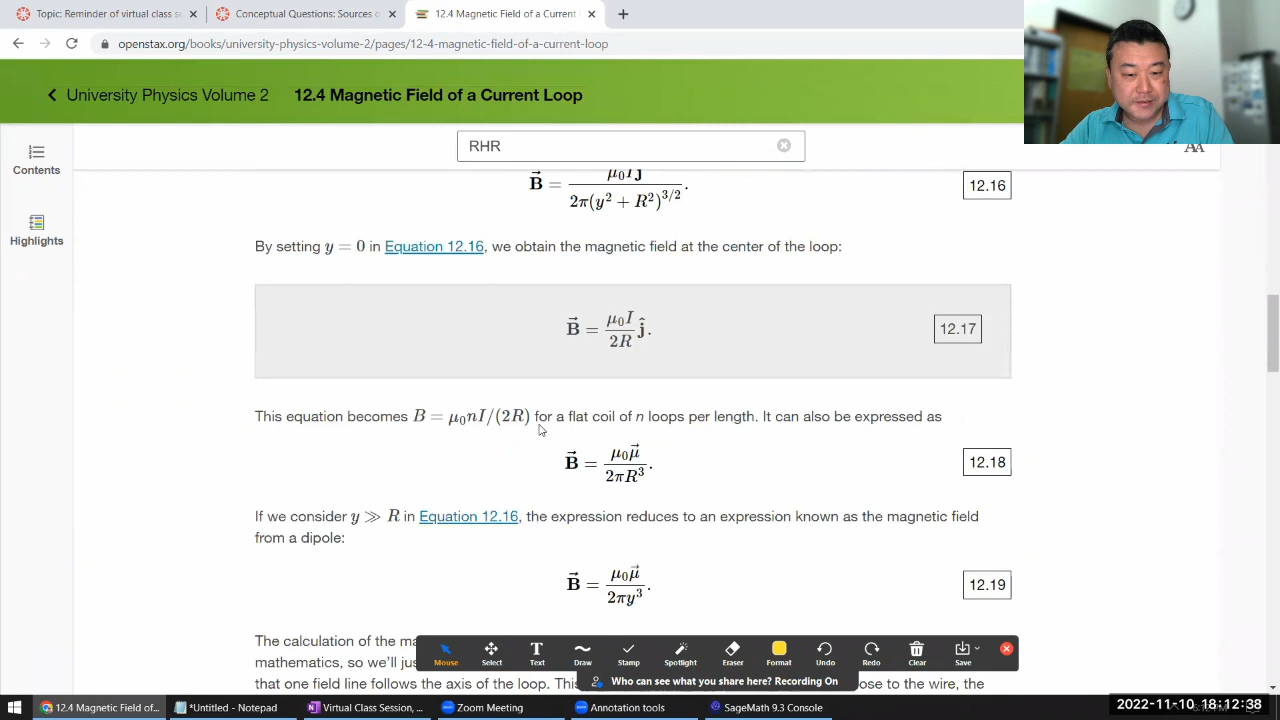 Topic: Reminder of virtual class s
Conceptual Questions: Sources o
12.4 Magnetic Field of a Current
openstax.org/books/university-physics-volume-2/pages/12-4-magnetic-field-of-a-current-loop
University Physics Volume 2
12.4 Magnetic Field of a Current Loop
RHR
AA
Contents
Highlights
B⃗ = μ₀Ij / 2π(y² + R²)^3/2.
12.16
By setting y = 0 in Equation 12.16, we obtain the magnetic field at the center of the loop:
B⃗ = μ₀I / 2R ĵ.
12.17
This equation becomes B = μ₀nI/(2R) for a flat coil of n loops per length. It can also be expressed as
B⃗ = μ₀μ⃗ / 2πR³.
12.18
If we consider y ≫ R in Equation 12.16, the expression reduces to an expression known as the magnetic field
from a dipole:
B⃗ = μ₀μ⃗ / 2πy³.
12.19
The calculation of the ma
mathematics, so we'll jus
that one field line follows the axis of the loop. This
ose to the wire, the
Mouse
Select
Text
Draw
Stamp
Spotlight
Eraser
Format
Undo
Redo
Clear
Save
Who can see what you share here? Recording On
12.4 Magnetic Field of...
*Untitled - Notepad
Virtual Class Session, ...
Zoom Meeting
Annotation tools
SageMath 9.3 Console
2022-11-10 18:12:38